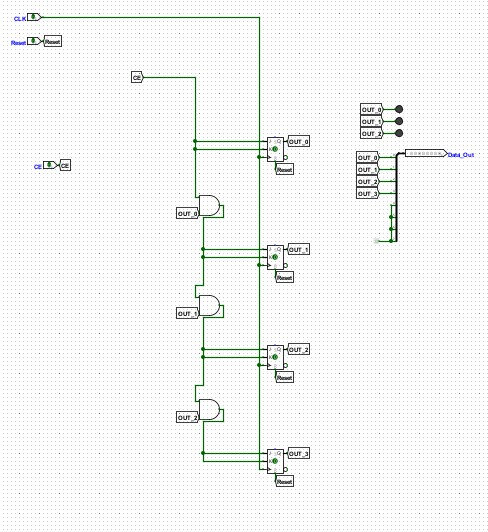 CLK
Reset Reset
CE
OUT_0
OUT_1
OUT_2
J Q OUT_0
K
Reset
OUT_0 Data_Out
OUT_1
OUT_2
OUT_3
CE CE
OUT_0
J Q OUT_1
K
Reset
OUT_1
J Q OUT_2
K
Reset
OUT_2
J Q OUT_3
K
Reset